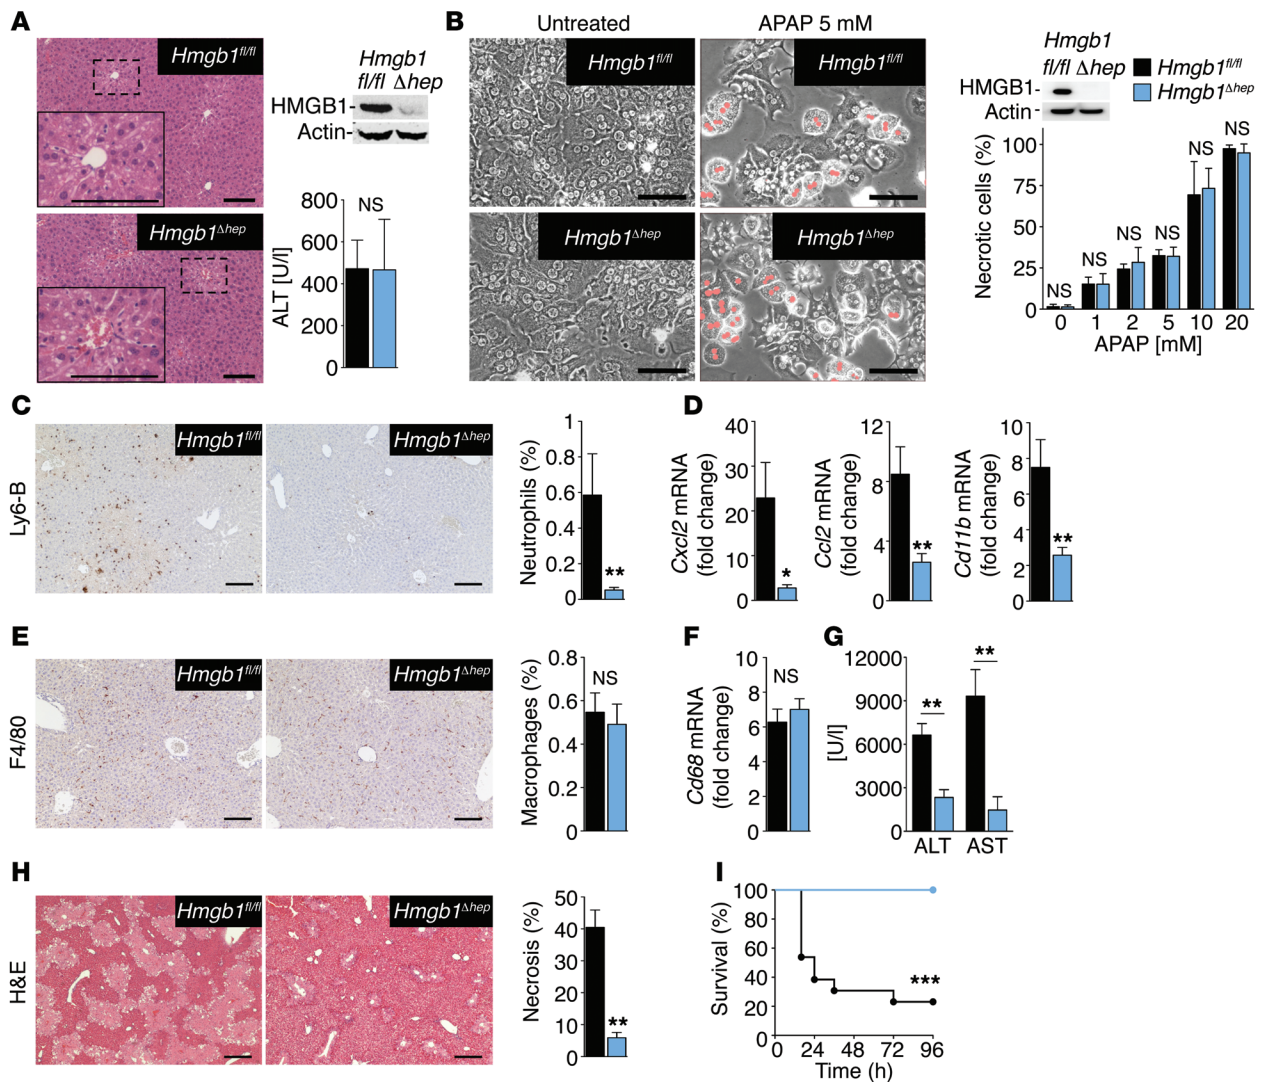 A
Hmgb1fl/fl
Hmgb1Δhep
Hmgb1
fl/fl Δhep
HMGB1-
Actin-
ALT [U/l]
800
600
400
200
0
NS
B
Untreated
APAP 5 mM
Hmgb1fl/fl
Hmgb1fl/fl
Hmgb1Δhep
Hmgb1Δhep
Hmgb1
fl/fl Δhep
HMGB1-
Actin-
Hmgb1fl/fl
Hmgb1Δhep
Necrotic cells (%)
100
75
50
25
0
NS
NS
NS
NS
NS
NS
0 1 2 5 10 20
APAP [mM]
C
Ly6-B
Hmgb1fl/fl
Hmgb1Δhep
Neutrophils (%)
1
0.8
0.6
0.4
0.2
0
**
D
Cxcl2 mRNA
(fold change)
40
30
20
10
0
*
Ccl2 mRNA
(fold change)
12
8
4
0
**
Cd11b mRNA
(fold change)
10
8
6
4
2
0
**
E
F4/80
Hmgb1fl/fl
Hmgb1Δhep
Macrophages (%)
0.8
0.6
0.4
0.2
0
NS
F
Cd68 mRNA
(fold change)
10
8
6
4
2
0
NS
G
[U/l]
12000
9000
6000
3000
0
**
**
ALT AST
H
H&E
Hmgb1fl/fl
Hmgb1Δhep
Necrosis (%)
50
40
30
20
10
0
**
I
Survival (%)
100
80
60
40
20
0
***
0 24 48 72 96
Time (h)